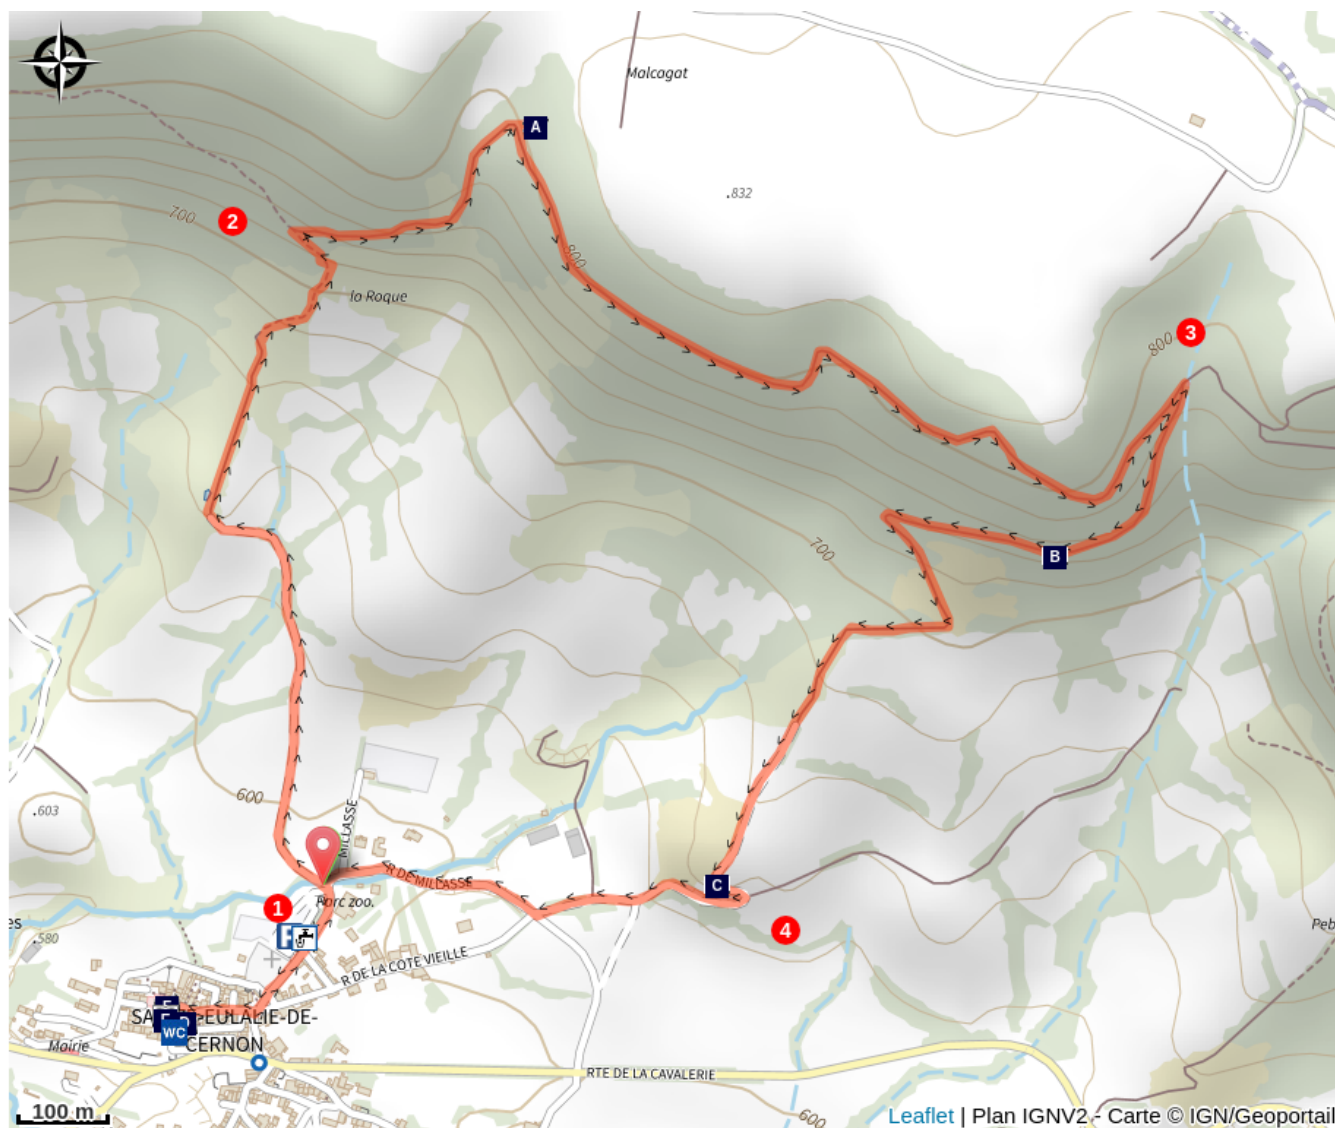 A
Malcagat
.832
700
2
800
la Roque
3
800
700
B
600
.603
MILLASSE
R DE MILLASSE
C
Parc zoo.
1
P
4
es
.580
Peb
R DE LA COTE VIEILLE
E
-EULALIE-DE-
WC
CERNON
Mairie
RTE DE LA CAVALERIE
600
100 m
Leaflet | Plan IGNV2 - Carte © IGN/Geoportail